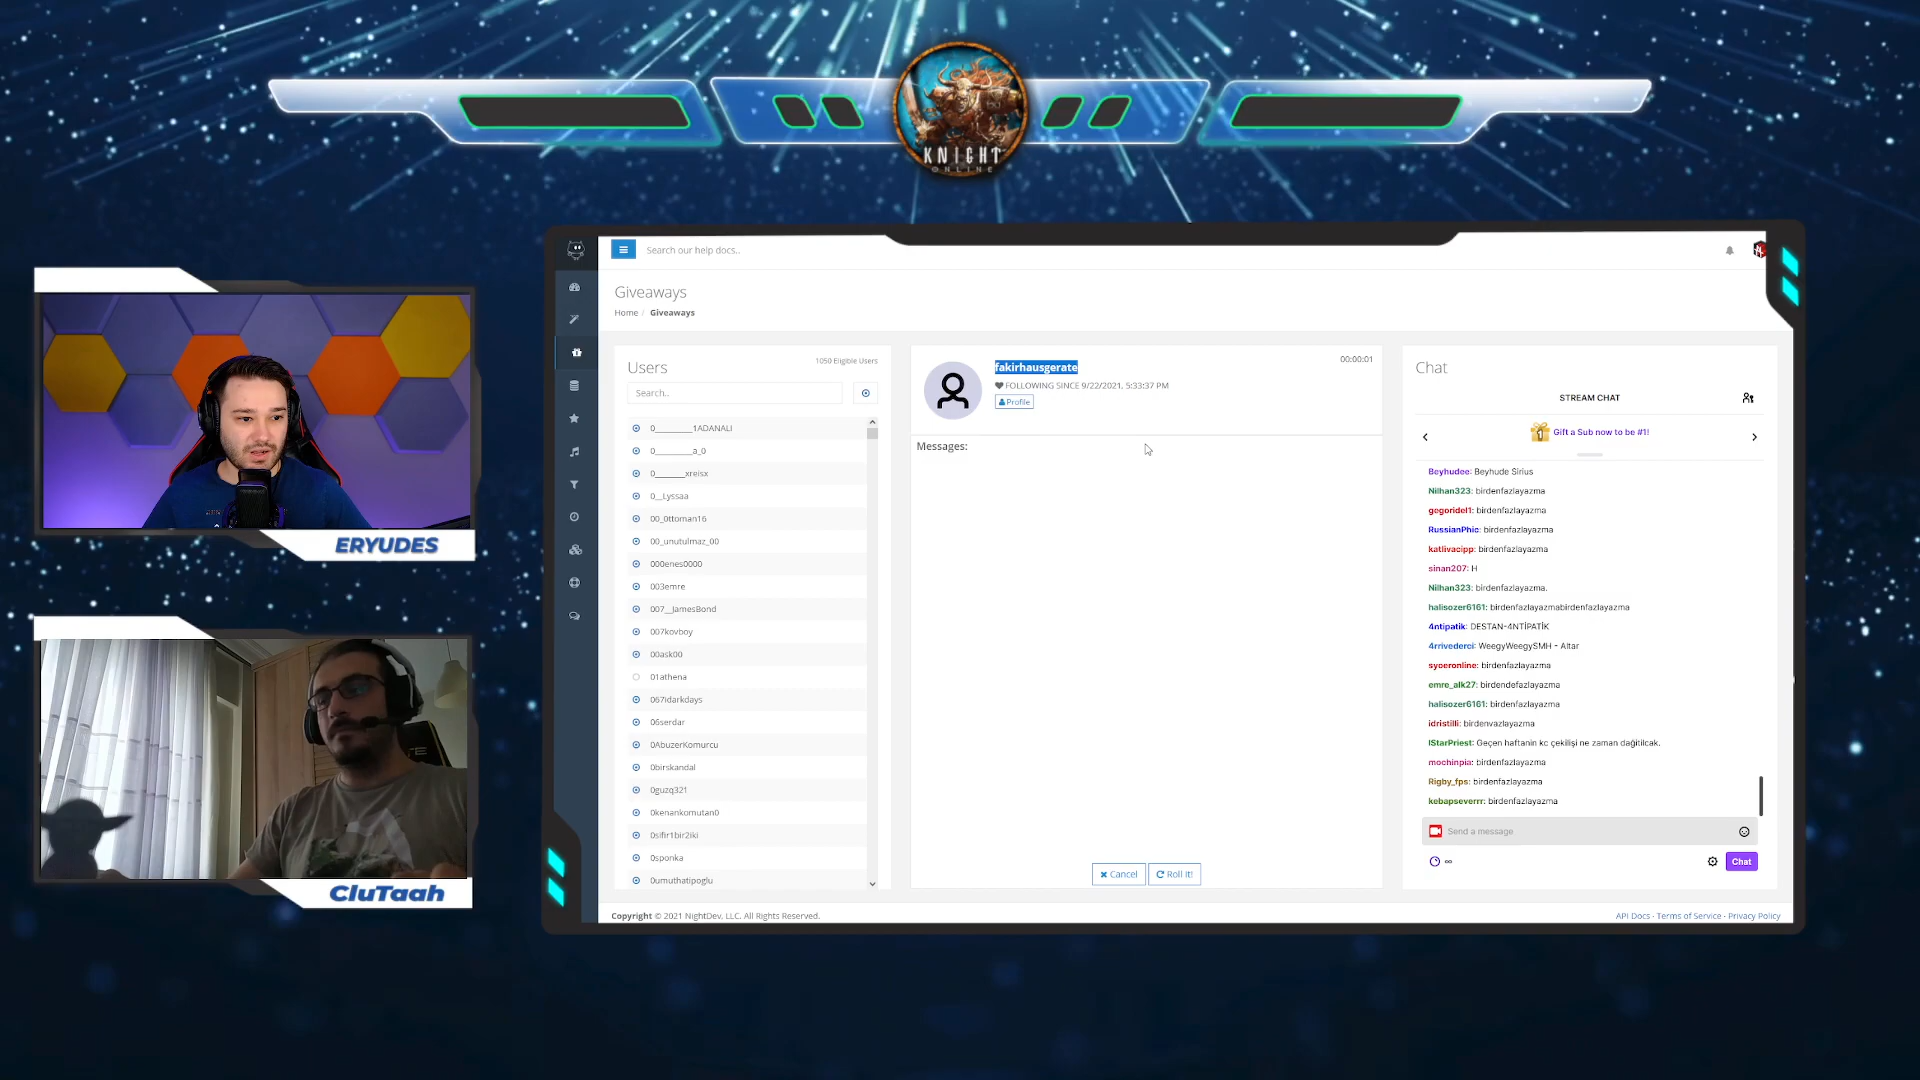 KNIGHT
ONLINE
Search our help docs..
Giveaways
Home / Giveaways
Users
1050 Eligible Users
Search..
0_________1ADANALI
0_________a_0
0_______xreisx
0__Lyssaa
00_0ttoman16
00_unutulmaz_00
000enes0000
003emre
007__JamesBond
007kovboy
00ask00
01athena
067idarkdays
06serdar
0AbuzerKomurcu
0birskandal
0guzq321
0kenankomutan0
0sifir1bir2iki
0sponka
0umuthatipoglu
fakirhausgerate
00:00:01
FOLLOWING SINCE 9/22/2021, 5:33:37 PM
Profile
Messages:
Cancel
Roll It!
Chat
STREAM CHAT
Gift a Sub now to be #1!
Beyhudee: Beyhude Sirius
Nilhan323: birdenfazlayazma
gegoridel1: birdenfazlayazma
RussianPhic: birdenfazlayazma
katlivacipp: birdenfazlayazma
sinan207: H
Nilhan323: birdenfazlayazma.
halisozer6161: birdenfazlayazmabirdenfazlayazma
4ntipatik: DESTAN-4NTİPATİK
4rrivederci: WeegyWeegySMH - Altar
syoeronline: birdenfazlayazma
emre_alk27: birdendefazlayazma
halisozer6161: birdenfazlayazma
idristilli: birdenvazlayazma
IStarPriest: Geçen haftanin kc çekilişi ne zaman dağitilcak.
mochinpia: birdenfazlayazma
Rigby_fps: birdenfazlayazma
kebapseverrr: birdenfazlayazma
Send a message
Chat
Copyright © 2021 NightDev, LLC. All Rights Reserved.
API Docs - Terms of Service - Privacy Policy
ERYUDES
CluTaah